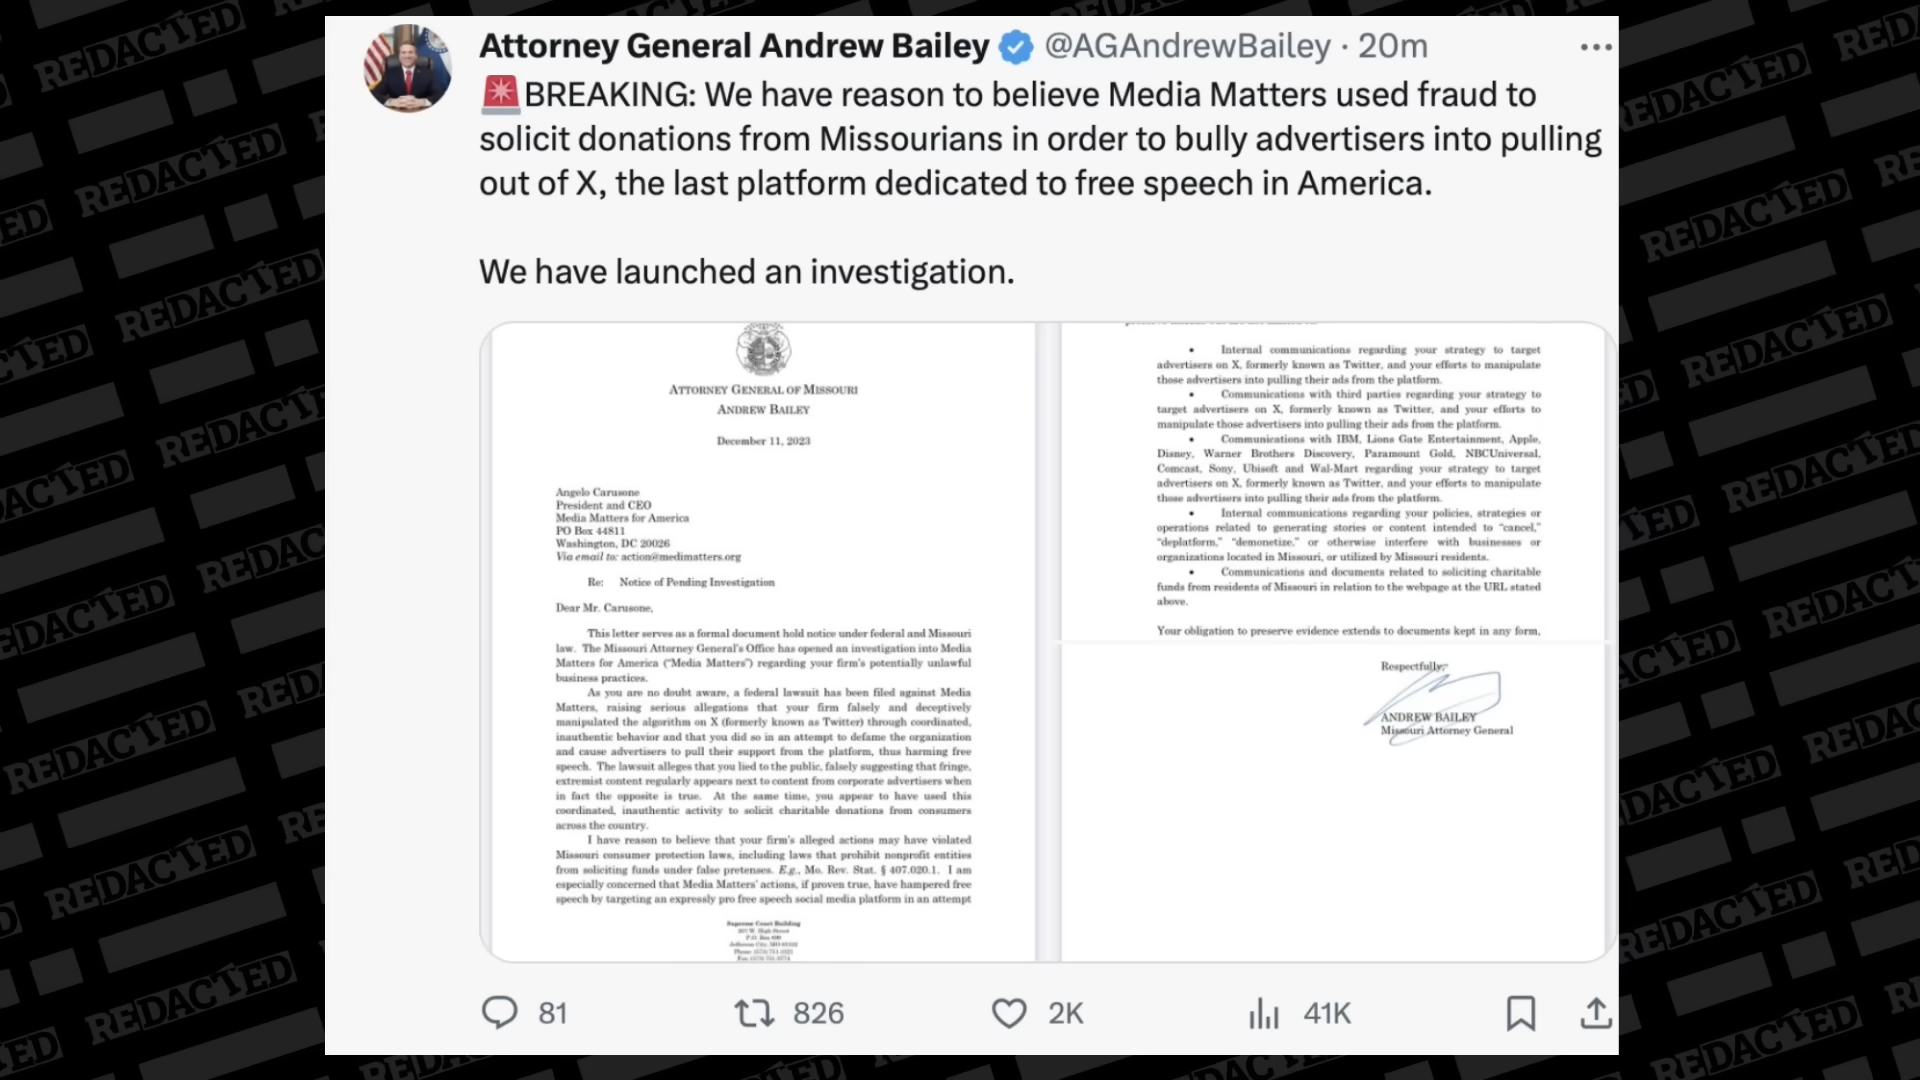 Attorney General Andrew Bailey @AGAndrewBailey · 20m
BREAKING: We have reason to believe Media Matters used fraud to
solicit donations from Missourians in order to bully advertisers into pulling
out of X, the last platform dedicated to free speech in America.
We have launched an investigation.
ATTORNEY GENERAL OF MISSOURI
ANDREW BAILEY
December 11, 2023
Angelo Carusone
President and CEO
Media Matters for America
PO Box 44811
Washington, DC 20026
Via email to: action@medimatters.org
Re: Notice of Pending Investigation
Dear Mr. Carusone,
This letter serves as a formal document hold notice under federal and Missouri
law. The Missouri Attorney General's Office has opened an investigation into Media
Matters for America ("Media Matters") regarding your firm's potentially unlawful
business practices.
As you are no doubt aware, a federal lawsuit has been filed against Media
Matters, raising serious allegations that your firm falsely and deceptively
manipulated the algorithm on X (formerly known as Twitter) through coordinated,
inauthentic behavior and that you did so in an attempt to defame the organization
and cause advertisers to pull their support from the platform, thus harming free
speech. The lawsuit alleges that you lied to the public, falsely suggesting that fringe,
extremist content regularly appears next to content from corporate advertisers when
in fact the opposite is true. At the same time, you appear to have used this
coordinated, inauthentic activity to solicit charitable donations from consumers
across the country.
I have reason to believe that your firm's alleged actions may have violated
Missouri consumer protection laws, including laws that prohibit nonprofit entities
from soliciting funds under false pretenses. E.g., Mo. Rev. Stat. § 407.020.1. I am
especially concerned that Media Matters' actions, if proven true, have hampered free
speech by targeting an expressly pro free speech social media platform in an attempt
Supreme Court Building
207 W. High Street
P.O. Box 899
Jefferson City, MO 65102
• Internal communications regarding your strategy to target
advertisers on X, formerly known as Twitter, and your efforts to manipulate
those advertisers into pulling their ads from the platform.
• Communications with third parties regarding your strategy to
target advertisers on X, formerly known as Twitter, and your efforts to
manipulate those advertisers into pulling their ads from the platform.
• Communications with IBM, Lions Gate Entertainment, Apple,
Disney, Warner Brothers Discovery, Paramount Gold, NBCUniversal,
Comcast, Sony, Ubisoft and Wal-Mart regarding your strategy to target
advertisers on X, formerly known as Twitter, and your efforts to manipulate
those advertisers into pulling their ads from the platform.
• Internal communications regarding your policies, strategies or
operations related to generating stories or content intended to "cancel,"
"deplatform," "demonetize," or otherwise interfere with businesses or
organizations located in Missouri, or utilized by Missouri residents.
• Communications and documents related to soliciting charitable
funds from residents of Missouri in relation to the webpage at the URL stated
above.
Your obligation to preserve evidence extends to documents kept in any form,
Respectfully,
ANDREW BAILEY
Missouri Attorney General
81 826 2K 41K
REDACTED